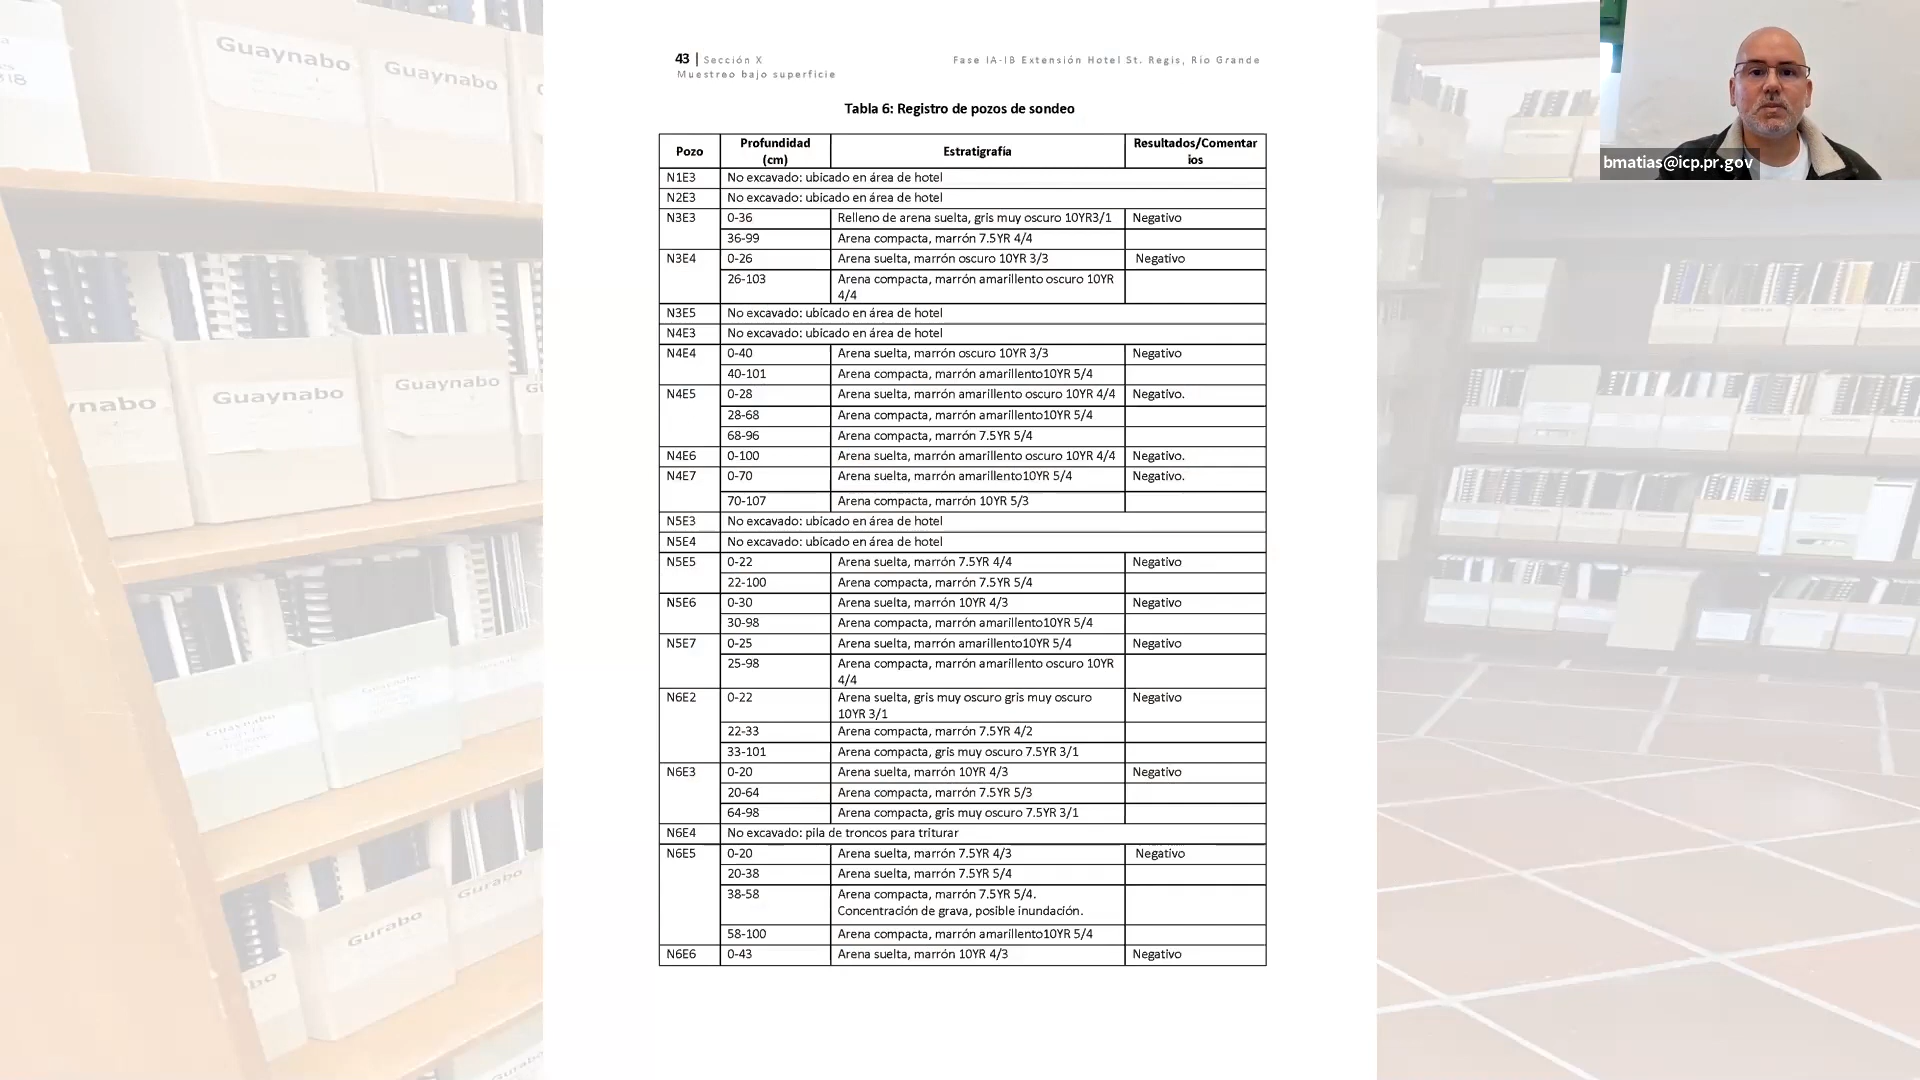 43 | Sección X
Muestreo bajo superficie
Fase IA-IB Extensión Hotel St. Regis, Río Grande
Tabla 6: Registro de pozos de sondeo
Pozo Profundidad (cm) Estratigrafía Resultados/Comentarios
N1E3 No excavado: ubicado en área de hotel
N2E3 No excavado: ubicado en área de hotel
N3E3 0-36 Relleno de arena suelta, gris muy oscuro 10YR3/1 Negativo
36-99 Arena compacta, marrón 7.5YR 4/4
N3E4 0-26 Arena suelta, marrón oscuro 10YR 3/3 Negativo
26-103 Arena compacta, marrón amarillento oscuro 10YR
4/4
N3E5 No excavado: ubicado en área de hotel
N4E3 No excavado: ubicado en área de hotel
N4E4 0-40 Arena suelta, marrón oscuro 10YR 3/3 Negativo
40-101 Arena compacta, marrón amarillento10YR 5/4
N4E5 0-28 Arena suelta, marrón amarillento oscuro 10YR 4/4 Negativo.
28-68 Arena compacta, marrón amarillento10YR 5/4
68-96 Arena compacta, marrón 7.5YR 5/4
N4E6 0-100 Arena suelta, marrón amarillento oscuro 10YR 4/4 Negativo.
N4E7 0-70 Arena suelta, marrón amarillento10YR 5/4 Negativo.
70-107 Arena compacta, marrón 10YR 5/3
N5E3 No excavado: ubicado en área de hotel
N5E4 No excavado: ubicado en área de hotel
N5E5 0-22 Arena suelta, marrón 7.5YR 4/4 Negativo
22-100 Arena compacta, marrón 7.5YR 5/4
N5E6 0-30 Arena suelta, marrón 10YR 4/3 Negativo
30-98 Arena compacta, marrón amarillento10YR 5/4
N5E7 0-25 Arena suelta, marrón amarillento10YR 5/4 Negativo
25-98 Arena compacta, marrón amarillento oscuro 10YR
4/4
N6E2 0-22 Arena suelta, gris muy oscuro gris muy oscuro Negativo
10YR 3/1
22-33 Arena compacta, marrón 7.5YR 4/2
33-101 Arena compacta, gris muy oscuro 7.5YR 3/1
N6E3 0-20 Arena suelta, marrón 10YR 4/3 Negativo
20-64 Arena compacta, marrón 7.5YR 5/3
64-98 Arena compacta, gris muy oscuro 7.5YR 3/1
N6E4 No excavado: pila de troncos para triturar
N6E5 0-20 Arena suelta, marrón 7.5YR 4/3 Negativo
20-38 Arena suelta, marrón 7.5YR 5/4
38-58 Arena compacta, marrón 7.5YR 5/4.
Concentración de grava, posible inundación.
58-100 Arena compacta, marrón amarillento10YR 5/4
N6E6 0-43 Arena suelta, marrón 10YR 4/3 Negativo
bmatias@icp.pr.gov
Guaynabo
Guaynabo
Guaynabo
Guaynabo
Guaynabo
Guaynabo
Gurabo
Gurabo